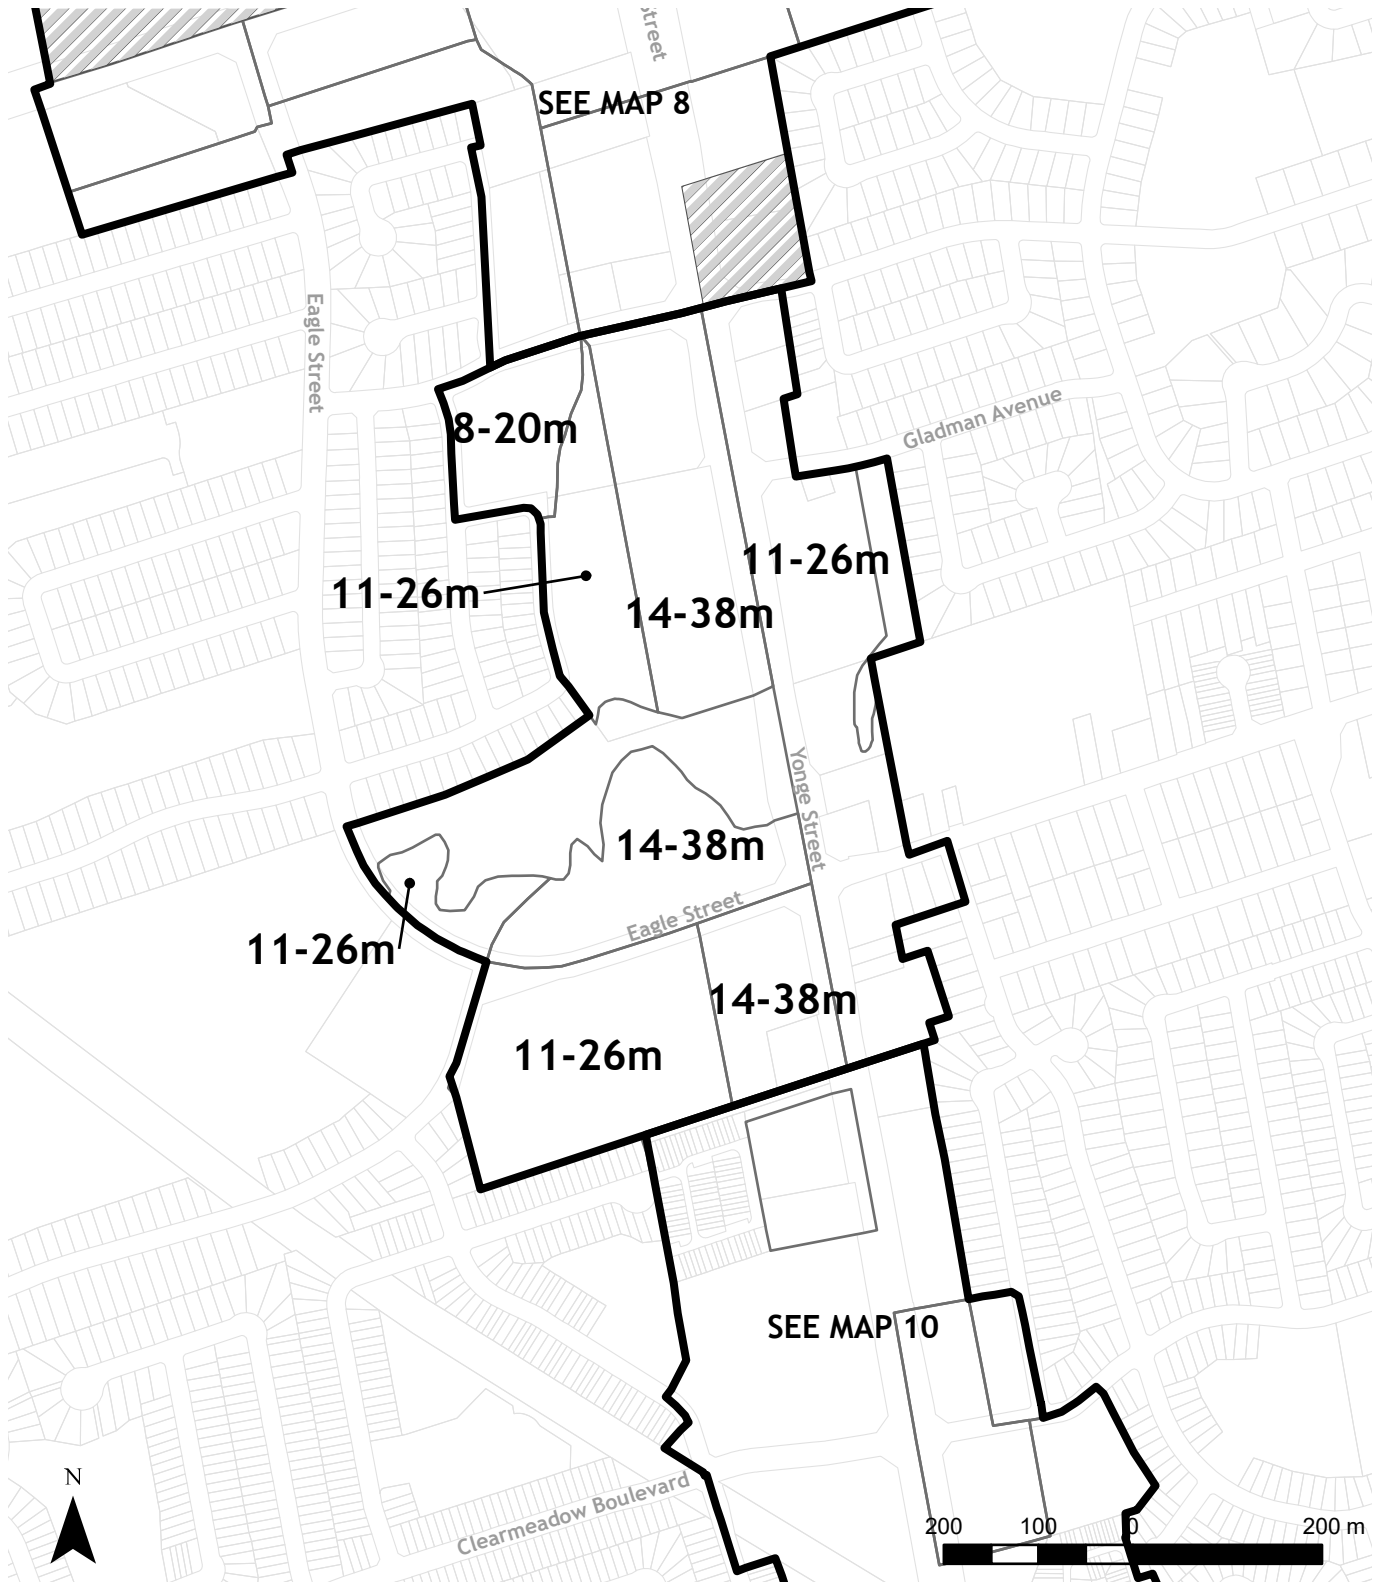 Street
SEE MAP 8
Eagle Street
Gladman Avenue
8-20m
11-26m
11-26m
14-38m
Yonge Street
14-38m
Eagle Street
11-26m
14-38m
11-26m
SEE MAP 10
Clearmeadow Boulevard
N
200 100 0 200 m